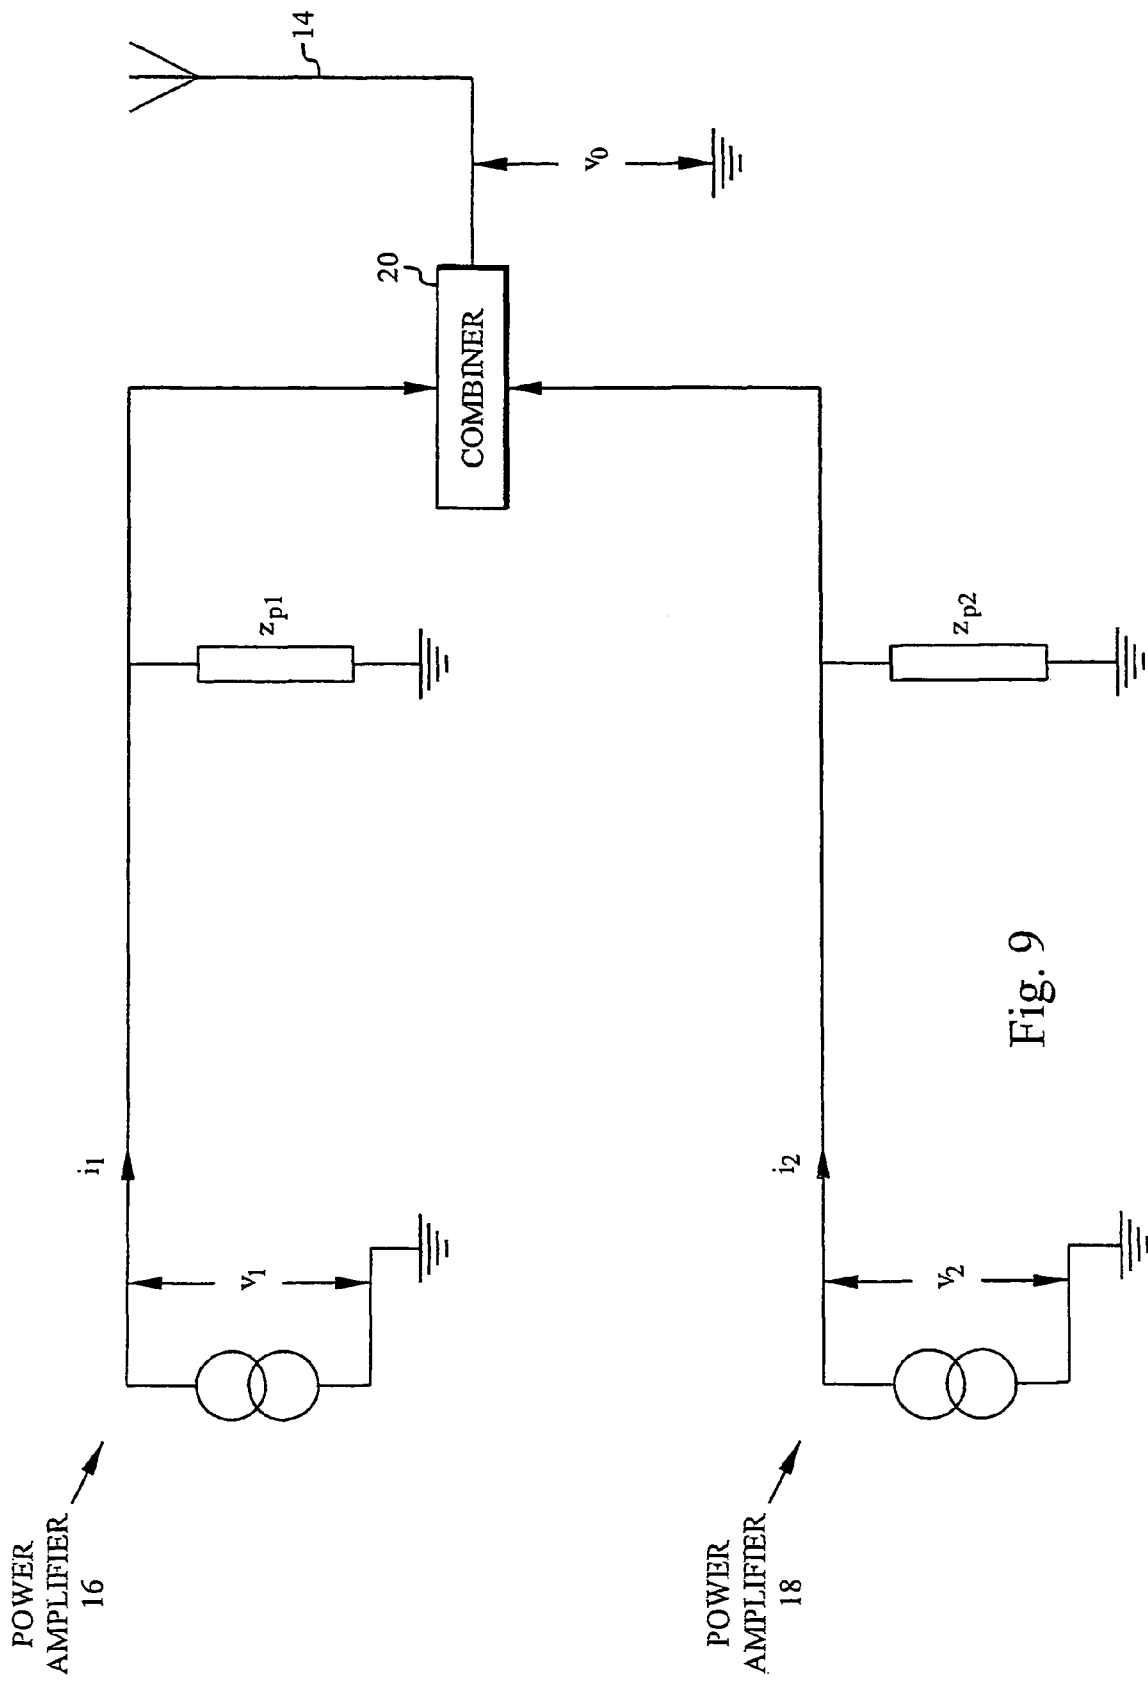 POWER
AMPLIFIER
16
v1
i1
zp1
COMBINER
20
14
v0
POWER
AMPLIFIER
18
v2
i2
zp2
Fig. 9